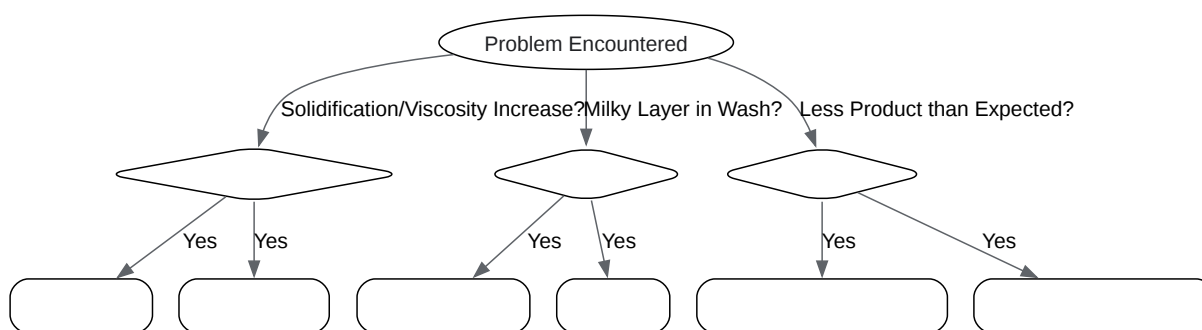 Problem Encountered
Solidification/Viscosity Increase?
Milky Layer in Wash?
Less Product than Expected?
Yes
Yes
Yes
Yes
Yes
Yes